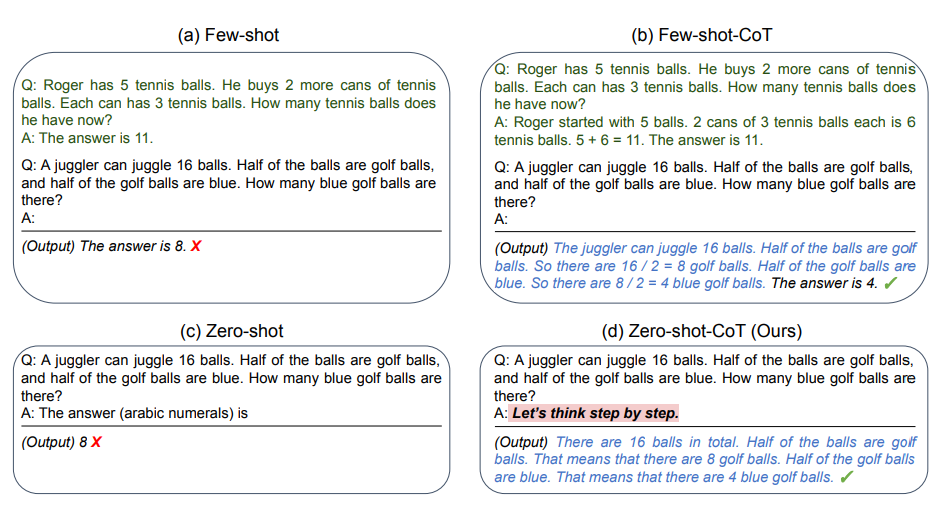 (a) Few-shot
Q: Roger has 5 tennis balls. He buys 2 more cans of tennis
balls. Each can has 3 tennis balls. How many tennis balls does
he have now?
A: The answer is 11.
Q: A juggler can juggle 16 balls. Half of the balls are golf balls,
and half of the golf balls are blue. How many blue golf balls are
there?
A:
(Output) The answer is 8. X
(b) Few-shot-CoT
Q: Roger has 5 tennis balls. He buys 2 more cans of tennis
balls. Each can has 3 tennis balls. How many tennis balls does
he have now?
A: Roger started with 5 balls. 2 cans of 3 tennis balls each is 6
tennis balls. 5 + 6 = 11. The answer is 11.
Q: A juggler can juggle 16 balls. Half of the balls are golf balls,
and half of the golf balls are blue. How many blue golf balls are
there?
A:
(Output) The juggler can juggle 16 balls. Half of the balls are golf
balls. So there are 16 / 2 = 8 golf balls. Half of the golf balls are
blue. So there are 8 / 2 = 4 blue golf balls. The answer is 4. ✓
(c) Zero-shot
Q: A juggler can juggle 16 balls. Half of the balls are golf balls,
and half of the golf balls are blue. How many blue golf balls are
there?
A: The answer (arabic numerals) is
(Output) 8 X
(d) Zero-shot-CoT (Ours)
Q: A juggler can juggle 16 balls. Half of the balls are golf balls,
and half of the golf balls are blue. How many blue golf balls are
there?
A: Let's think step by step.
(Output) There are 16 balls in total. Half of the balls are golf
balls. That means that there are 8 golf balls. Half of the golf balls
are blue. That means that there are 4 blue golf balls. ✓